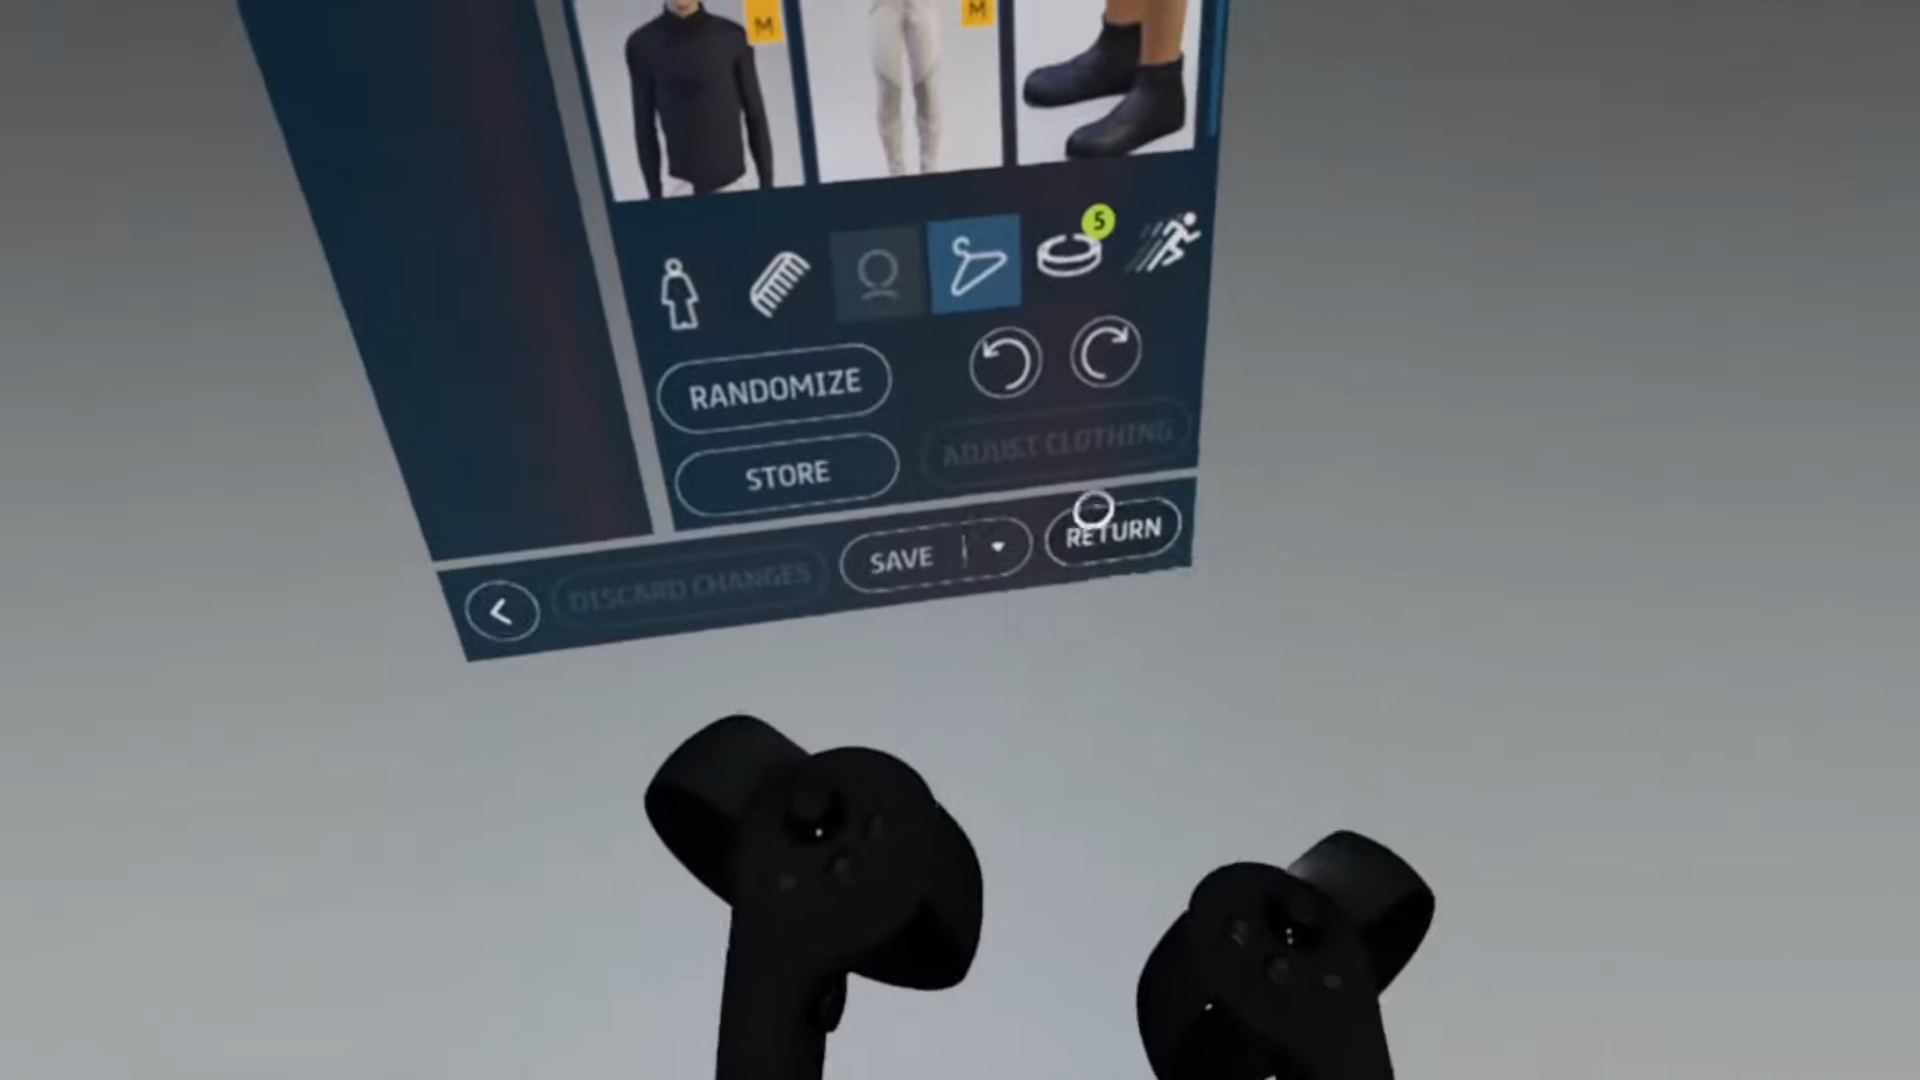 M
M
5
RANDOMIZE
STORE
ADJUST CLOTHING
DISCARD CHANGES
SAVE
RETURN